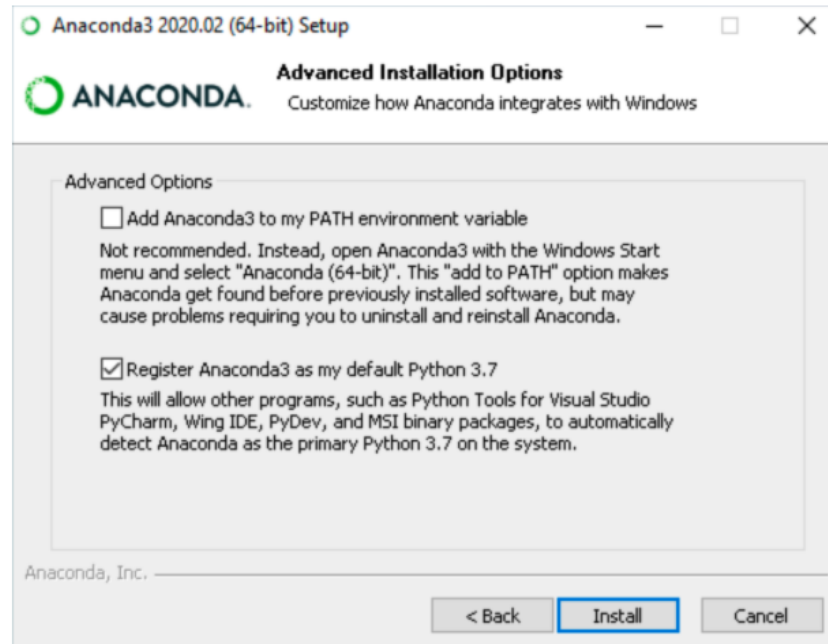 Anaconda3 2020.02 (64-bit) Setup
ANACONDA.
Advanced Installation Options
Customize how Anaconda integrates with Windows
Advanced Options
Add Anaconda3 to my PATH environment variable
Not recommended. Instead, open Anaconda3 with the Windows Start
menu and select "Anaconda (64-bit)". This "add to PATH" option makes
Anaconda get found before previously installed software, but may
cause problems requiring you to uninstall and reinstall Anaconda.
Register Anaconda3 as my default Python 3.7
This will allow other programs, such as Python Tools for Visual Studio
PyCharm, Wing IDE, PyDev, and MSI binary packages, to automatically
detect Anaconda as the primary Python 3.7 on the system.
Anaconda, Inc.
< Back
Install
Cancel